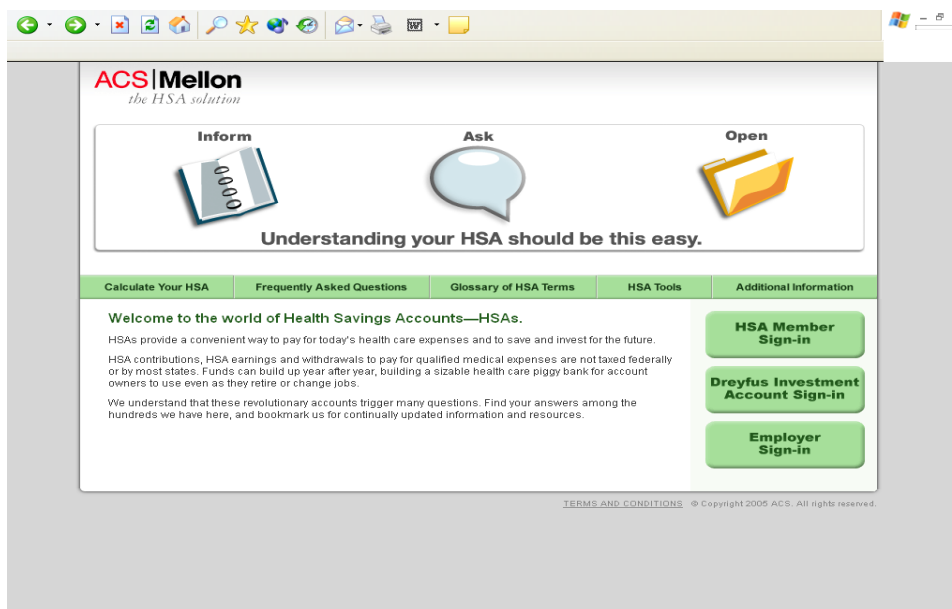 W
ACS|Mellon
the HSA solution
Inform
Ask
Open
Understanding your HSA should be this easy.
Calculate Your HSA
Frequently Asked Questions
Glossary of HSA Terms
HSA Tools
Additional Information
Welcome to the world of Health Savings Accounts—HSAs.
HSAs provide a convenient way to pay for today's health care expenses and to save and invest for the future.
HSA contributions, HSA earnings and withdrawals to pay for qualified medical expenses are not taxed federally
or by most states. Funds can build up year after year, building a sizable health care piggy bank for account
owners to use even as they retire or change jobs.
We understand that these revolutionary accounts trigger many questions. Find your answers among the
hundreds we have here, and bookmark us for continually updated information and resources.
HSA Member
Sign-in
Dreyfus Investment
Account Sign-in
Employer
Sign-in
TERMS AND CONDITIONS © Copyright 2005 ACS. All rights reserved.